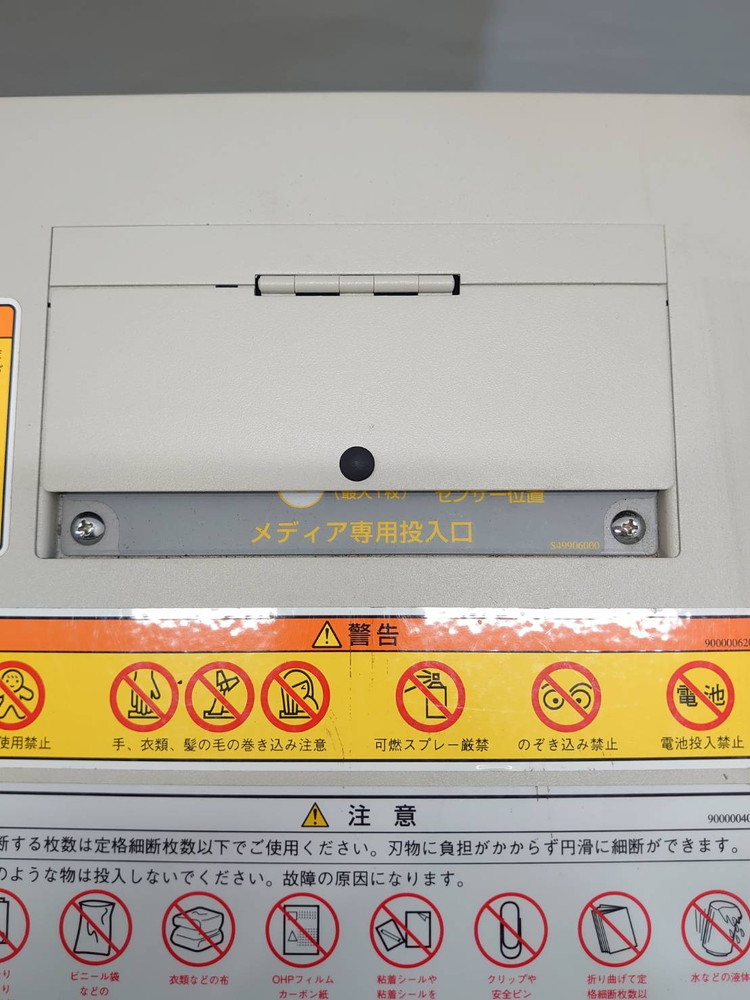 (最大1枚) センサー位置
メディア専用投入口
S49906000
警告
使用禁止
手、衣類、髪の毛の巻き込み注意
可燃スプレー厳禁
のぞき込み禁止
電池
電池投入禁止
注 意
9000004
断する枚数は定格細断枚数以下でご使用ください。刃物に負担がかからず円滑に細断ができます。
のような物は投入しないでください。故障の原因になります。
ビニール袋
などの
衣類などの布
OHPフィルム
カーボン紙
粘着シールや
粘着シールを
クリップや
安全ピン
折り曲げて定
格細断枚数以
水などの液体